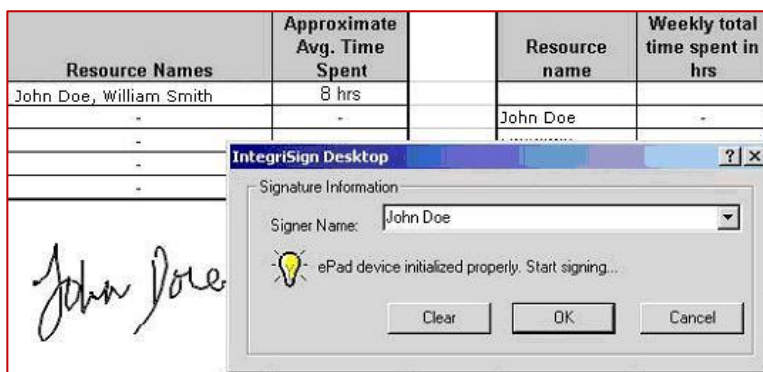 Resource Names
Approximate Avg. Time Spent
Resource name
Weekly total time spent in hrs
John Doe, William Smith
8 hrs
-
-
John Doe
-
-
-
-
IntegriSign Desktop
Signature Information
Signer Name:
John Doe
ePad device initialized properly. Start signing...
Clear
OK
Cancel
John Doe